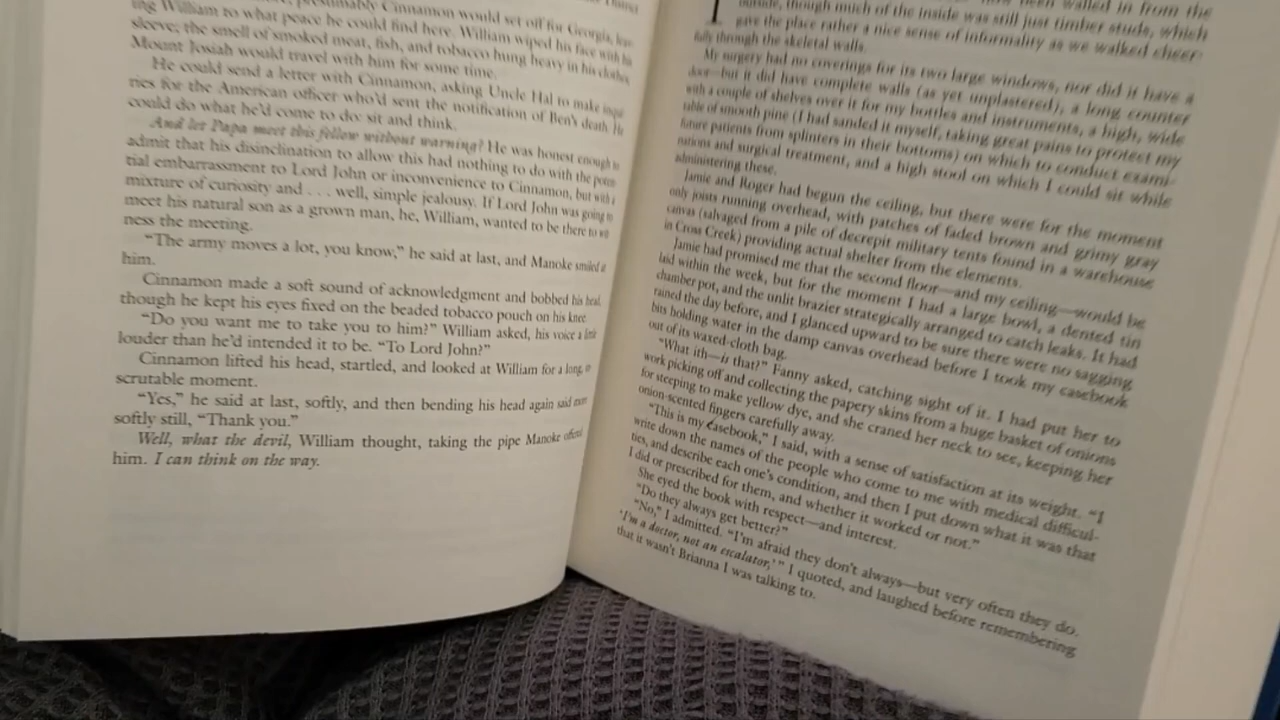 presumably Cinnamon would set off for Georgia,
ing William to what peace he could find here. William wiped his face with his
sleeve; the smell of smoked meat, fish, and tobacco hung heavy in his clothes;
Mount Josiah would travel with him for some time.
He could send a letter with Cinnamon, asking Uncle Hal to make inqui-
ries for the American officer who'd sent the notification of Ben's death. He
could do what he'd come to do: sit and think.
And let Papa meet this fellow without warning? He was honest enough to
admit that his disinclination to allow this had nothing to do with the poten-
tial embarrassment to Lord John or inconvenience to Cinnamon, but with a
mixture of curiosity and . . . well, simple jealousy. If Lord John was going to
meet his natural son as a grown man, he, William, wanted to be there to wit-
ness the meeting.
“The army moves a lot, you know,” he said at last, and Manoke smiled at
him.
Cinnamon made a soft sound of acknowledgment and bobbed his head,
though he kept his eyes fixed on the beaded tobacco pouch on his knee.
“Do you want me to take you to him?” William asked, his voice a little
louder than he'd intended it to be. “To Lord John?”
Cinnamon lifted his head, startled, and looked at William for a long,
scrutable moment.
“Yes,” he said at last, softly, and then bending his head again said more
softly still, “Thank you.”
Well, what the devil, William thought, taking the pipe Manoke offered
him. I can think on the way.
been walled in from the
outside, though much of the inside was still just timber studs, which
gave the place rather a nice sense of informality as we walked cheer-
fully through the skeletal walls.
My surgery had no coverings for its two large windows, nor did it have a
door—but it did have complete walls (as yet unplastered), a long counter
with a couple of shelves over it for my bottles and instruments, a high, wide
table of smooth pine (I had sanded it myself, taking great pains to protect my
future patients from splinters in their bottoms) on which to conduct exami-
nations and surgical treatment, and a high stool on which I could sit while
administering these.
Jamie and Roger had begun the ceiling, but there were for the moment
only joists running overhead, with patches of faded brown and grimy gray
canvas (salvaged from a pile of decrepit military tents found in a warehouse
in Cross Creek) providing actual shelter from the elements.
Jamie had promised me that the second floor—and my ceiling—would be
laid within the week, but for the moment I had a large bowl, a dented tin
chamber pot, and the unlit brazier strategically arranged to catch leaks. It had
rained the day before, and I glanced upward to be sure there were no sagging
bits holding water in the damp canvas overhead before I took my casebook
out of its waxed-cloth bag.
“What ith—is that?” Fanny asked, catching sight of it. I had put her to
work picking off and collecting the papery skins from a huge basket of onions
for steeping to make yellow dye, and she craned her neck to see, keeping her
onion-scented fingers carefully away.
“This is my casebook,” I said, with a sense of satisfaction at its weight. “I
write down the names of the people who come to me with medical difficul-
ties, and describe each one's condition, and then I put down what it was that
I did or prescribed for them, and whether it worked or not.”
She eyed the book with respect—and interest.
“Do they always get better?”
“No,” I admitted. “I'm afraid they don't always—but very often they do.
‘I'm a doctor, not an escalator,’ ” I quoted, and laughed before remembering
that it wasn't Brianna I was talking to.